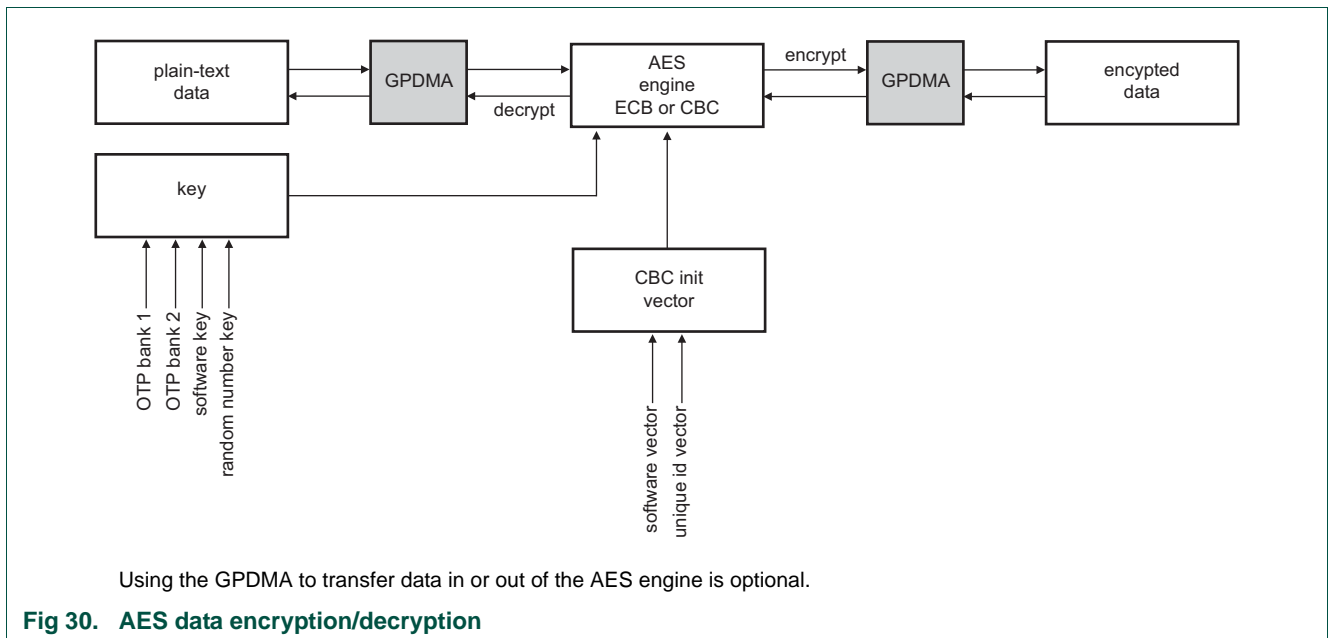 plain-text
data
GPDMA
decrypt
AES
engine
ECB or CBC
encrypt
GPDMA
encypted
data
key
OTP bank 1
OTP bank 2
software key
random number key
CBC init
vector
software vector
unique id vector
Using the GPDMA to transfer data in or out of the AES engine is optional.
Fig 30. AES data encryption/decryption